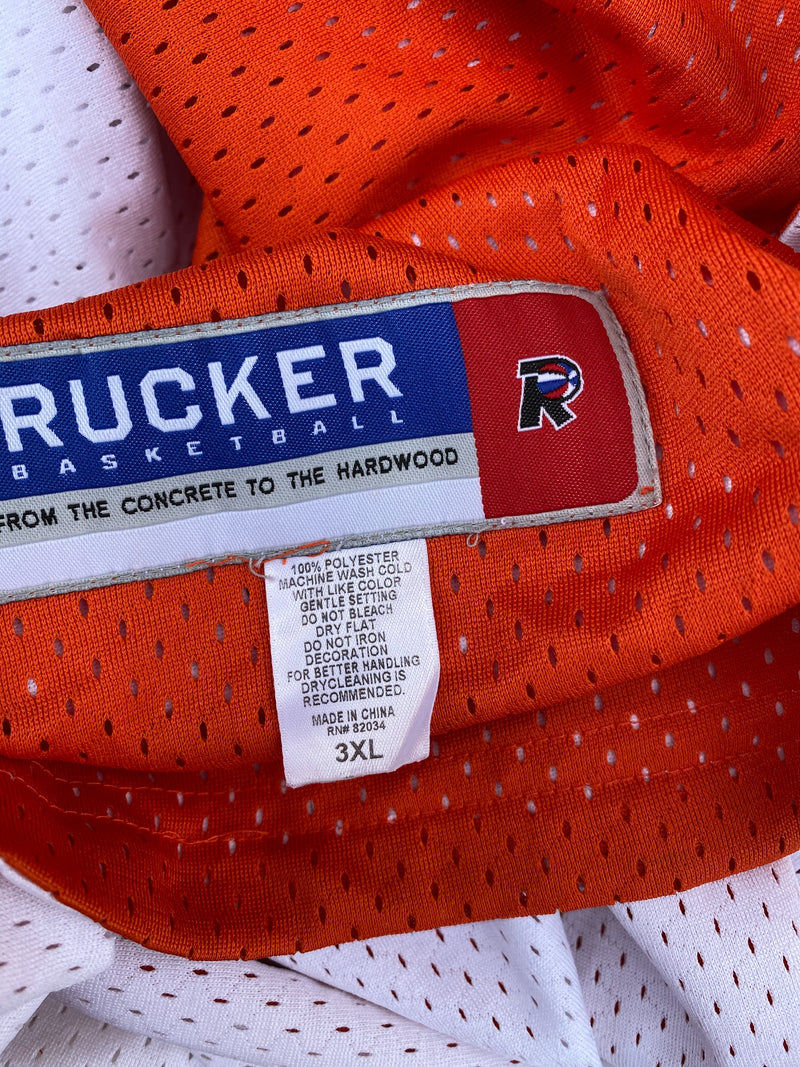 RUCKER
BASKETBALL
FROM THE CONCRETE TO THE HARDWOOD
R
100% POLYESTER
MACHINE WASH COLD
WITH LIKE COLOR
GENTLE SETTING
DO NOT BLEACH
DRY FLAT
DO NOT IRON
DECORATION
FOR BETTER HANDLING
DRYCLEANING IS
RECOMMENDED.
MADE IN CHINA
RN# 82034
3XL